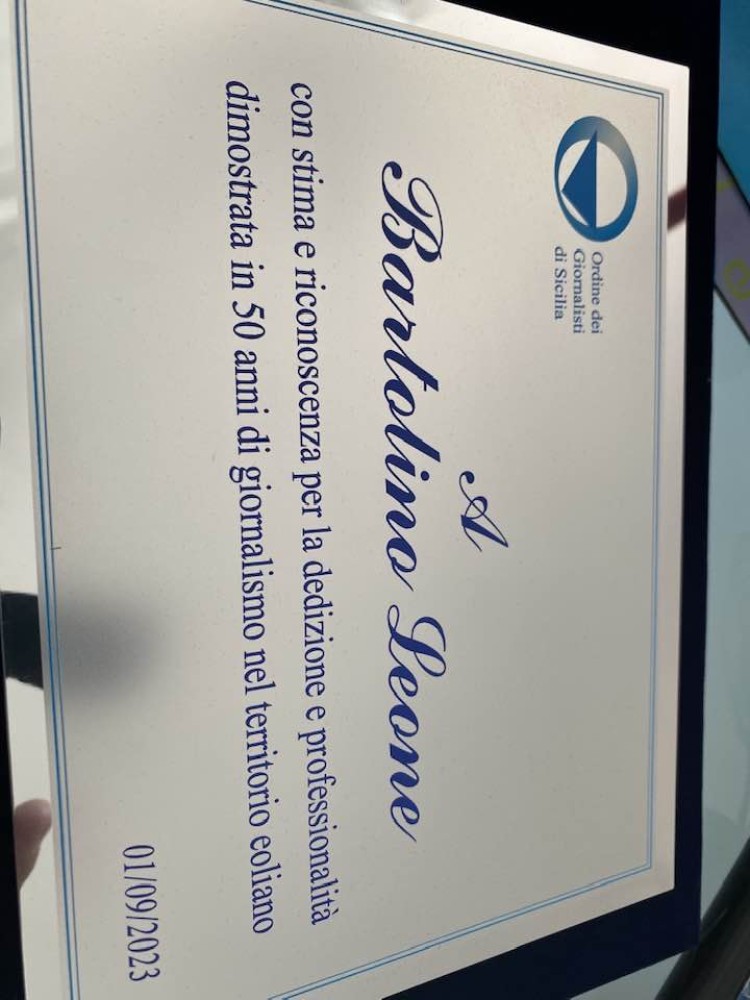 Ordine dei
Giornalisti
di Sicilia
A
Bartolino Leone
con stima e riconoscenza per la dedizione e professionalità
dimostrata in 50 anni di giornalismo nel territorio eoliano
01/09/2023